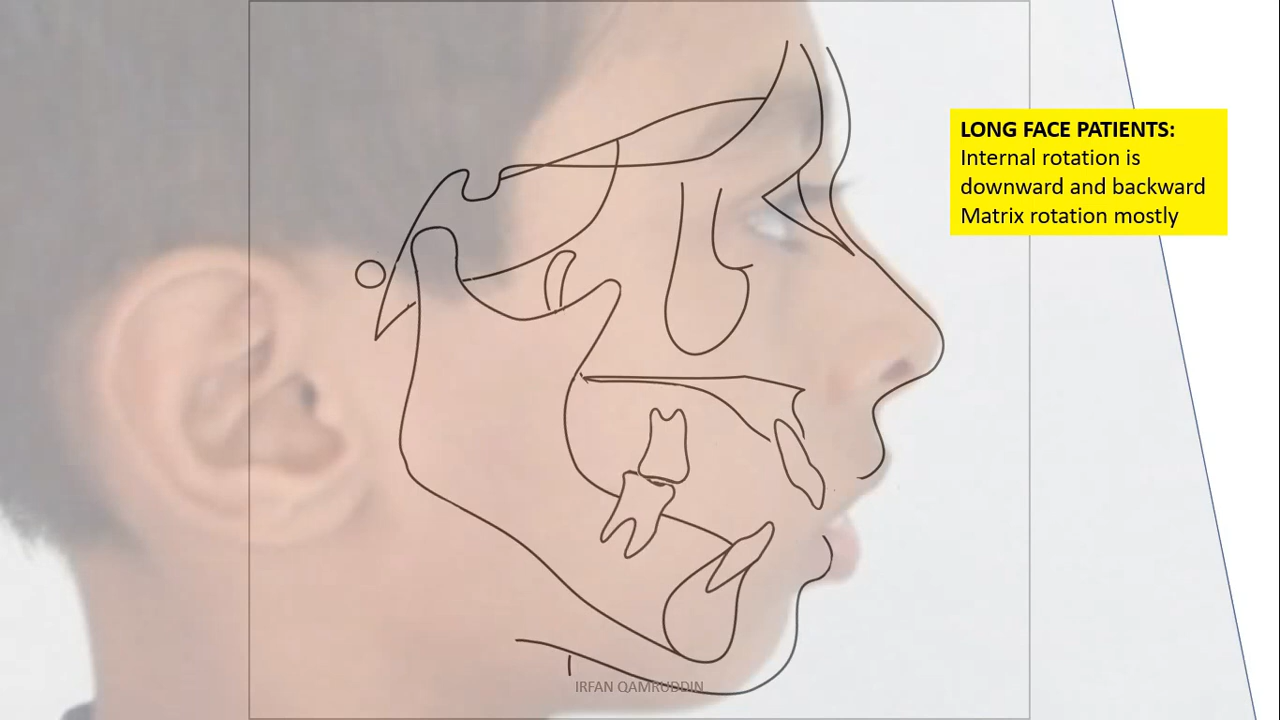 LONG FACE PATIENTS:
Internal rotation is
downward and backward
Matrix rotation mostly
IRFAN QAMRUDDIN